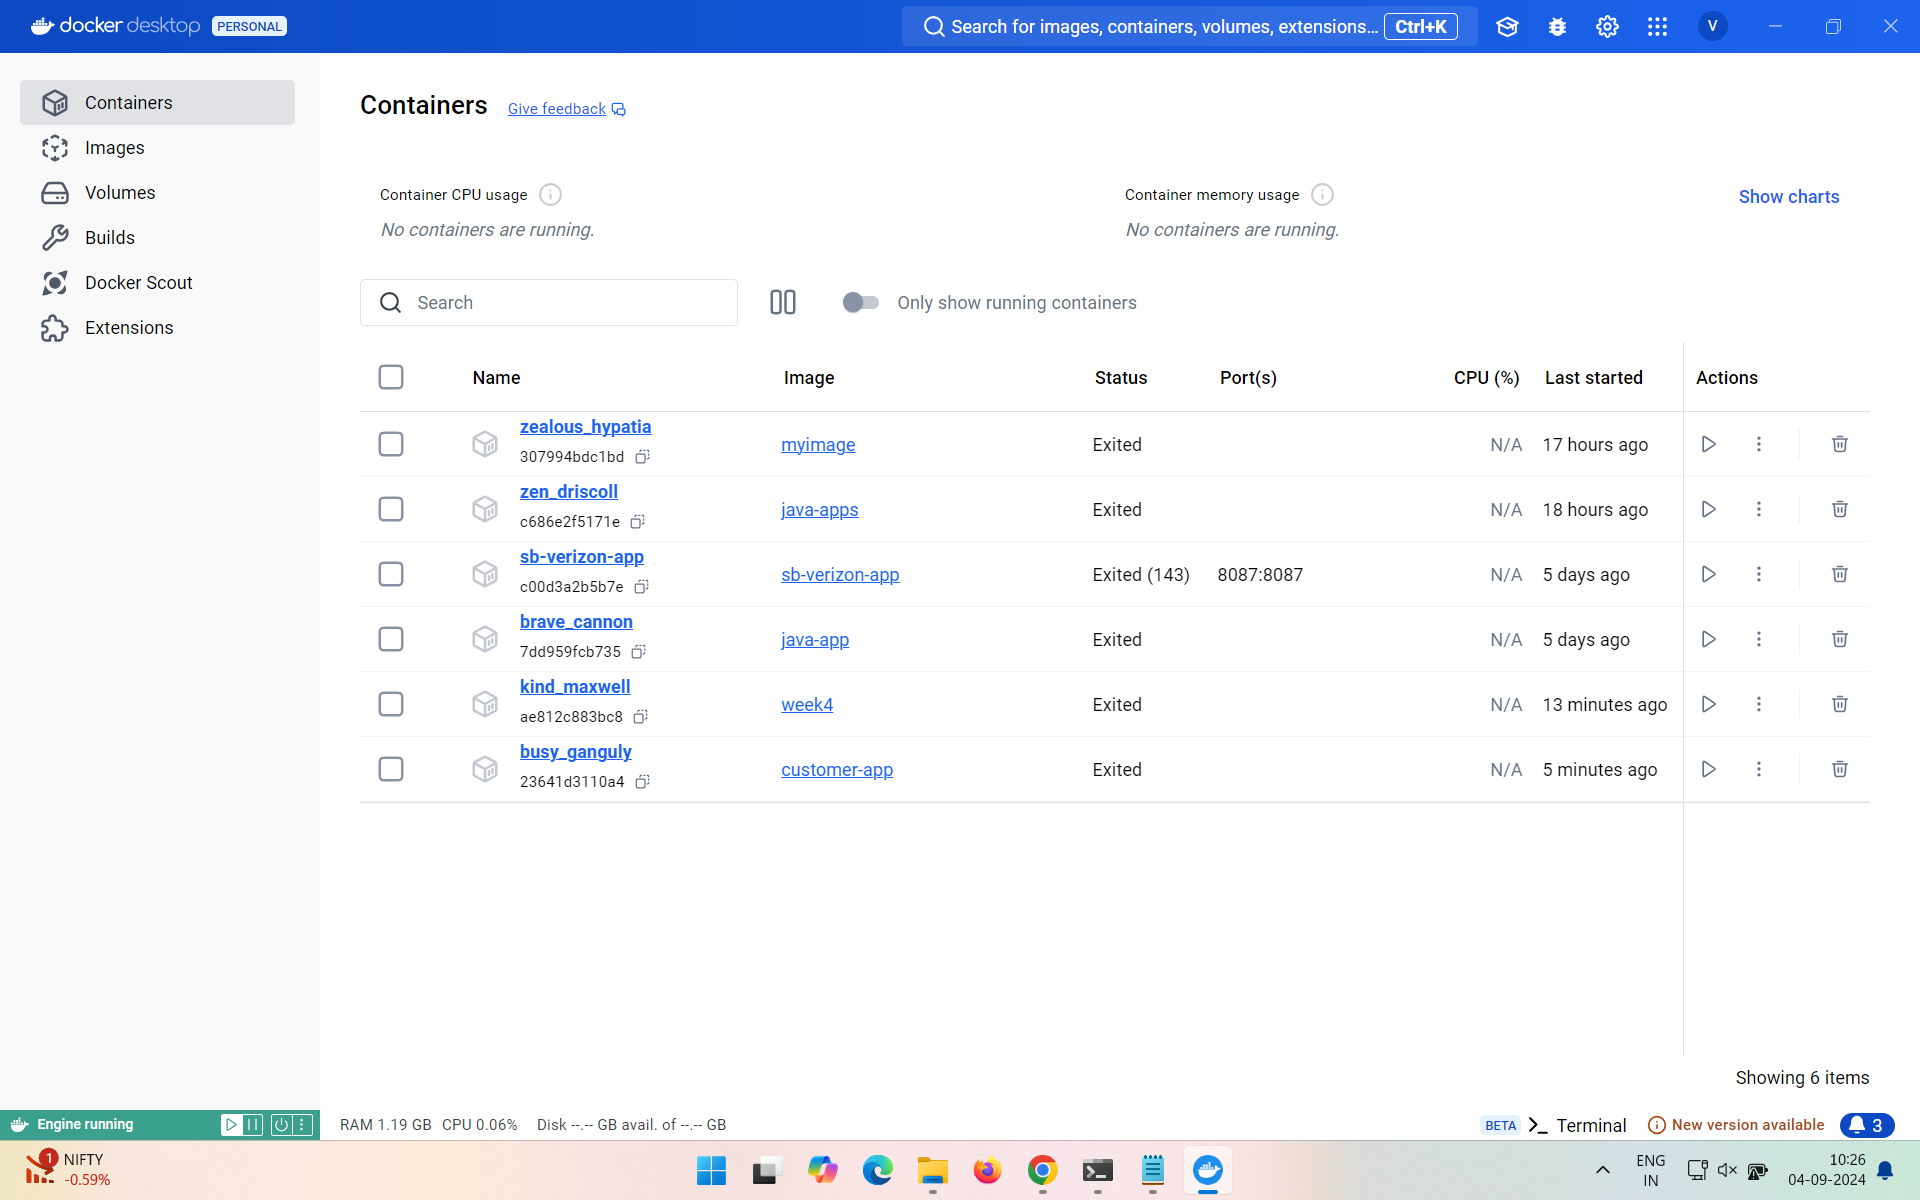 docker desktop PERSONAL
Search for images, containers, volumes, extensions... Ctrl+K
V
Containers
Images
Volumes
Builds
Docker Scout
Extensions
Containers Give feedback
Container CPU usage
No containers are running.
Container memory usage
No containers are running.
Show charts
Search
Only show running containers
Name Image Status Port(s) CPU (%) Last started Actions
zealous_hypatia
307994bdc1bd
myimage Exited N/A 17 hours ago
zen_driscoll
c686e2f5171e
java-apps Exited N/A 18 hours ago
sb-verizon-app
c00d3a2b5b7e
sb-verizon-app Exited (143) 8087:8087 N/A 5 days ago
brave_cannon
7dd959fcb735
java-app Exited N/A 5 days ago
kind_maxwell
ae812c883bc8
week4 Exited N/A 13 minutes ago
busy_ganguly
23641d3110a4
customer-app Exited N/A 5 minutes ago
Showing 6 items
Engine running
RAM 1.19 GB CPU 0.06% Disk --.-- GB avail. of --.-- GB
BETA Terminal New version available 3
1
NIFTY
-0.59%
ENG
IN
10:26
04-09-2024